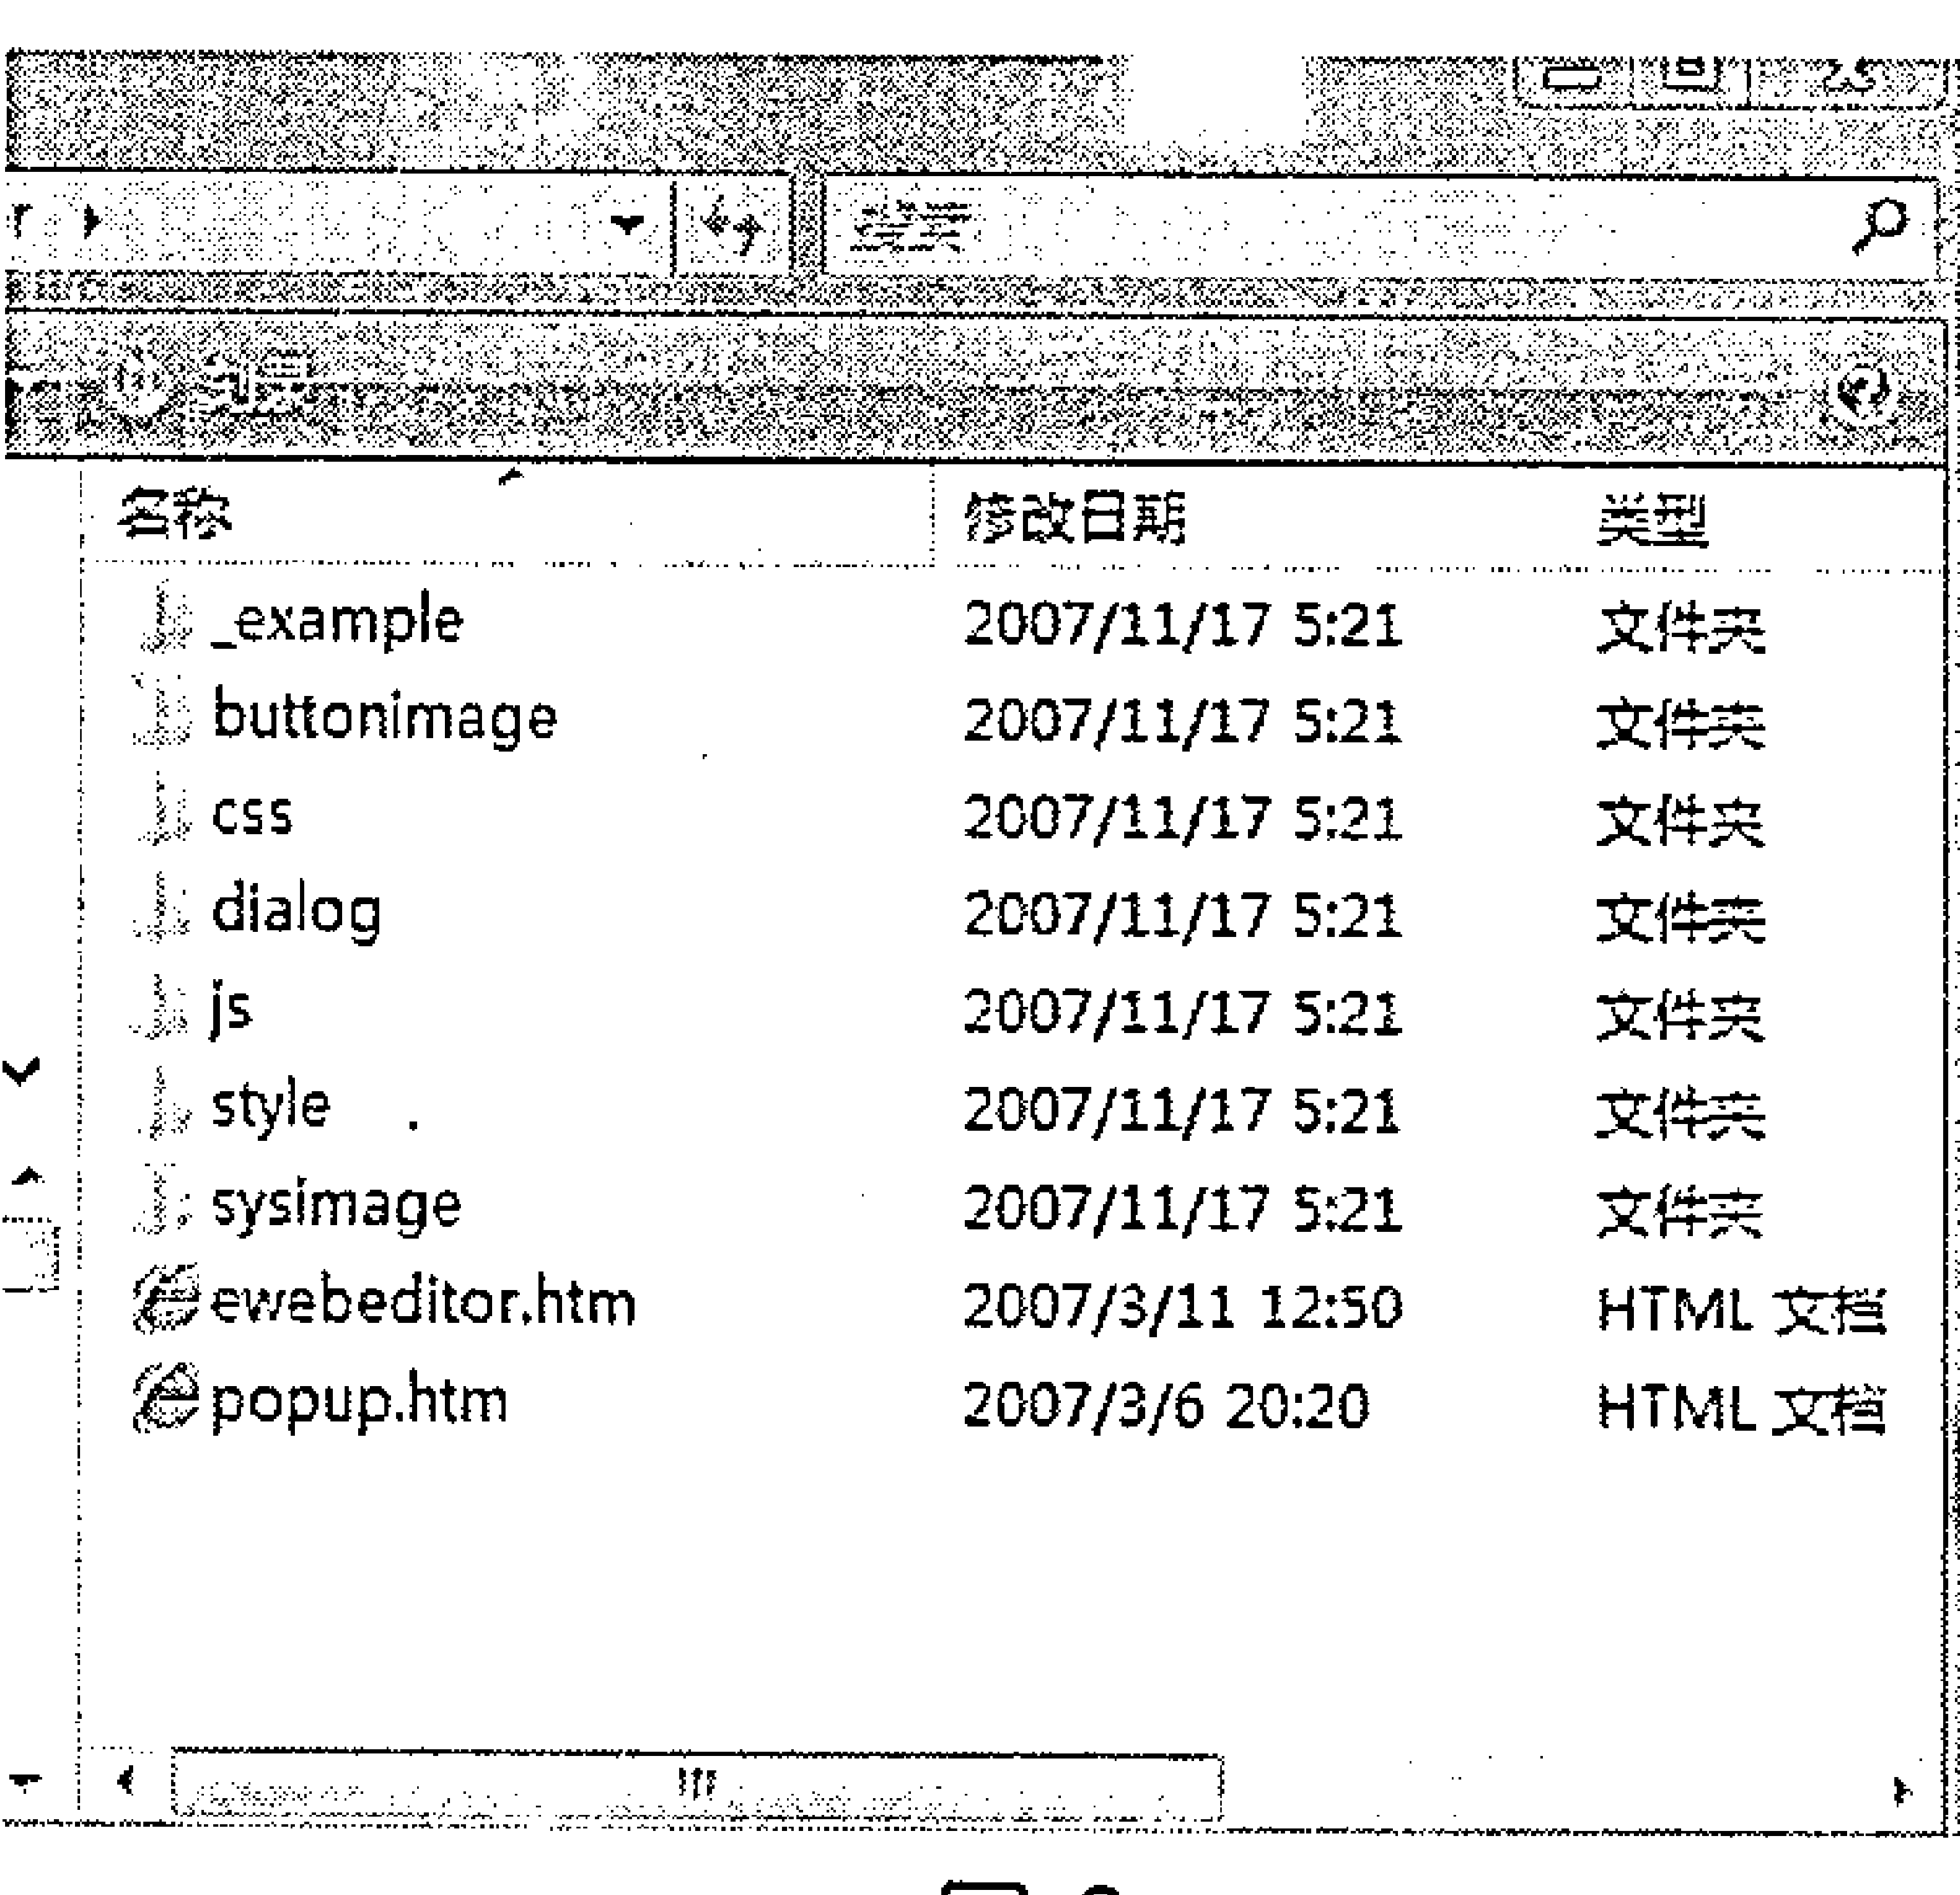 r
搜索
刻录
名称 修改日期 类型
_example 2007/11/17 5:21 文件夹
buttonimage 2007/11/17 5:21 文件夹
css 2007/11/17 5:21 文件夹
dialog 2007/11/17 5:21 文件夹
js 2007/11/17 5:21 文件夹
style 2007/11/17 5:21 文件夹
sysimage 2007/11/17 5:21 文件夹
ewebeditor.htm 2007/3/11 12:50 HTML 文档
popup.htm 2007/3/6 20:20 HTML 文档